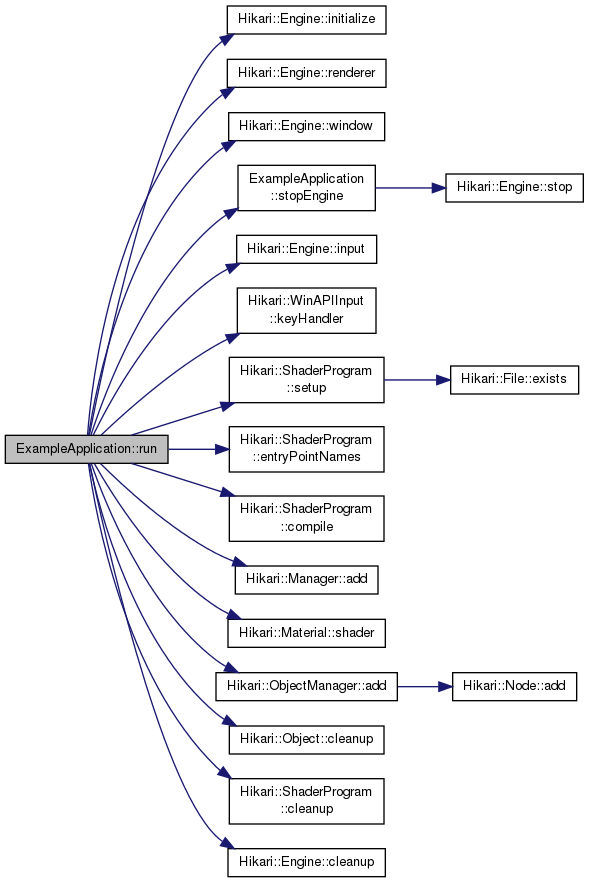 Hikari::Engine::initialize
Hikari::Engine::renderer
Hikari::Engine::window
ExampleApplication
::stopEngine
Hikari::Engine::stop
Hikari::Engine::input
Hikari::WinAPIInput
::keyHandler
Hikari::ShaderProgram
::setup
Hikari::File::exists
ExampleApplication::run
Hikari::ShaderProgram
::entryPointNames
Hikari::ShaderProgram
::compile
Hikari::Manager::add
Hikari::Material::shader
Hikari::ObjectManager::add
Hikari::Node::add
Hikari::Object::cleanup
Hikari::ShaderProgram
::cleanup
Hikari::Engine::cleanup